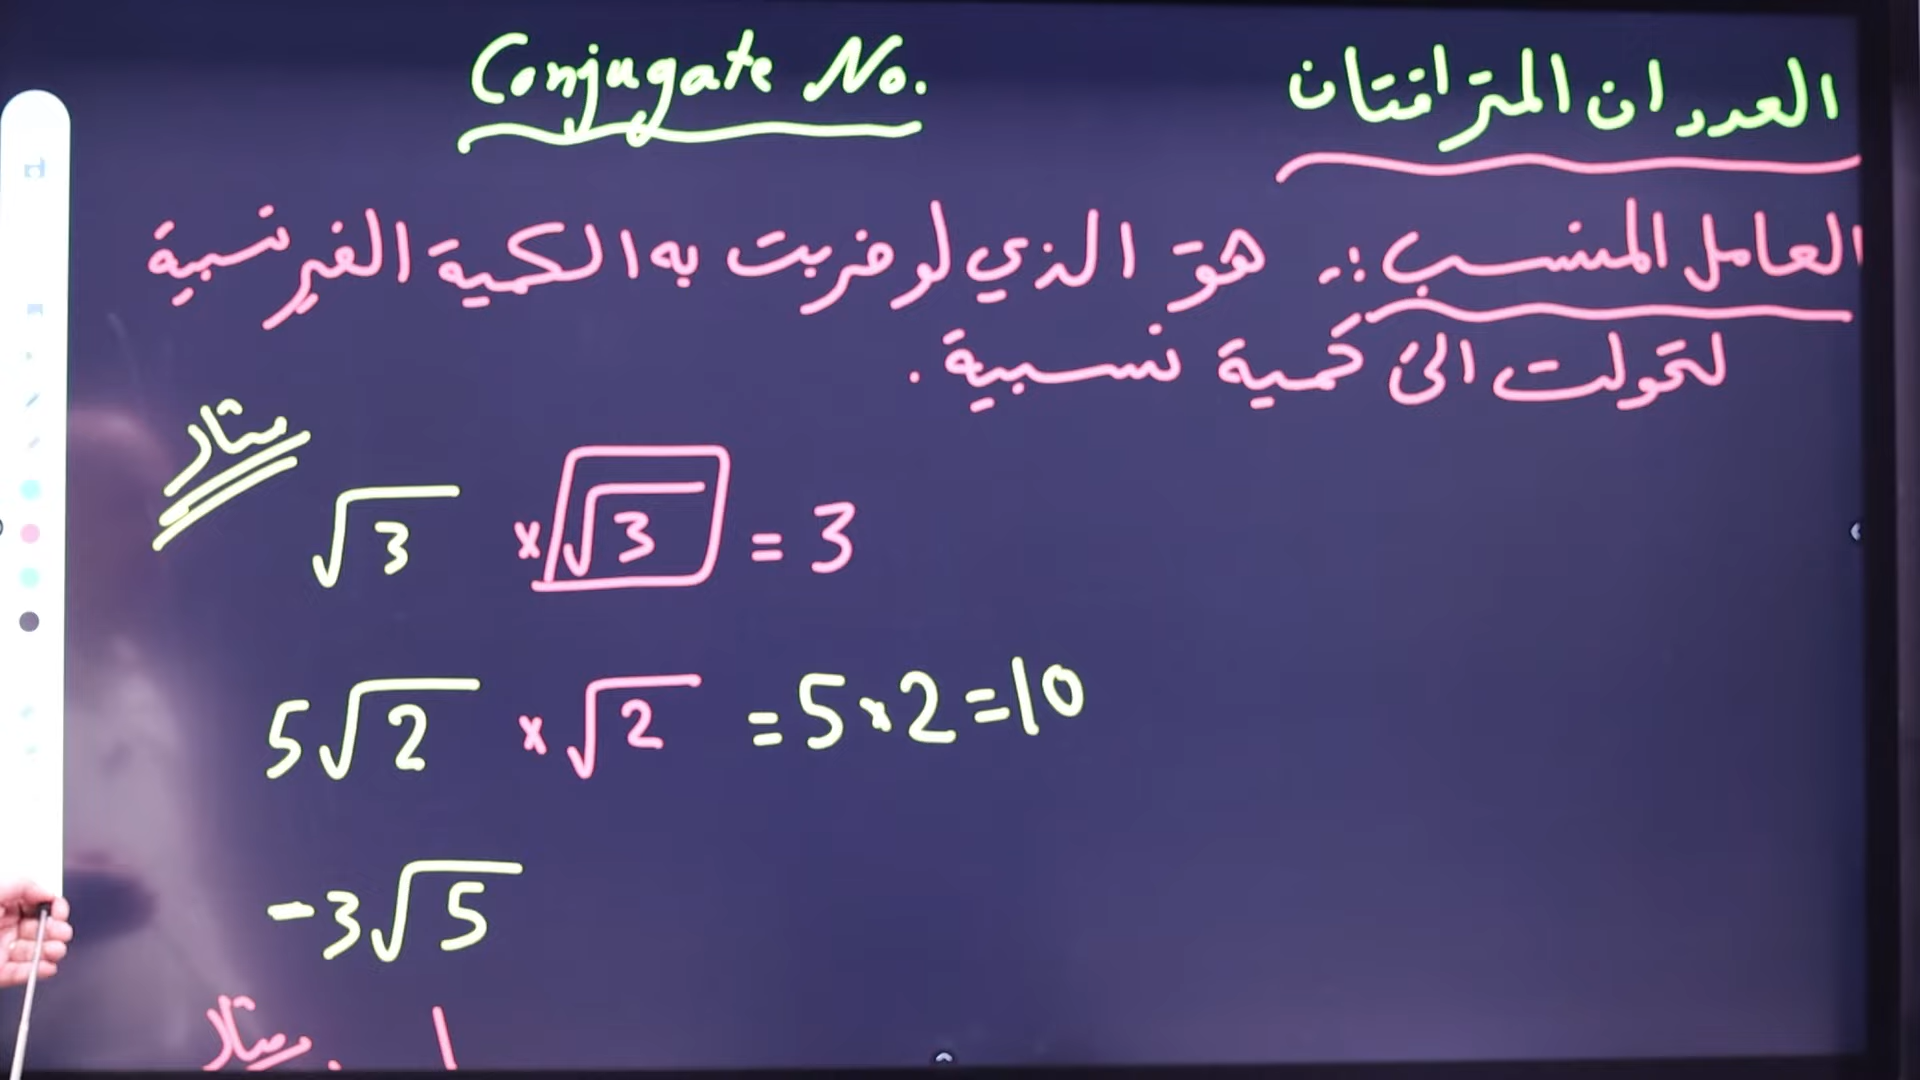 العددان المترافقان Conjugate No.
العامل المنسب :- هو الذي لو ضربت به الكمية الغير نسبية
لتحولت الى كمية نسبية .
مثال
√3 × √3 = 3
5√2 × √2 = 5×2 = 10
-3√5
مثال